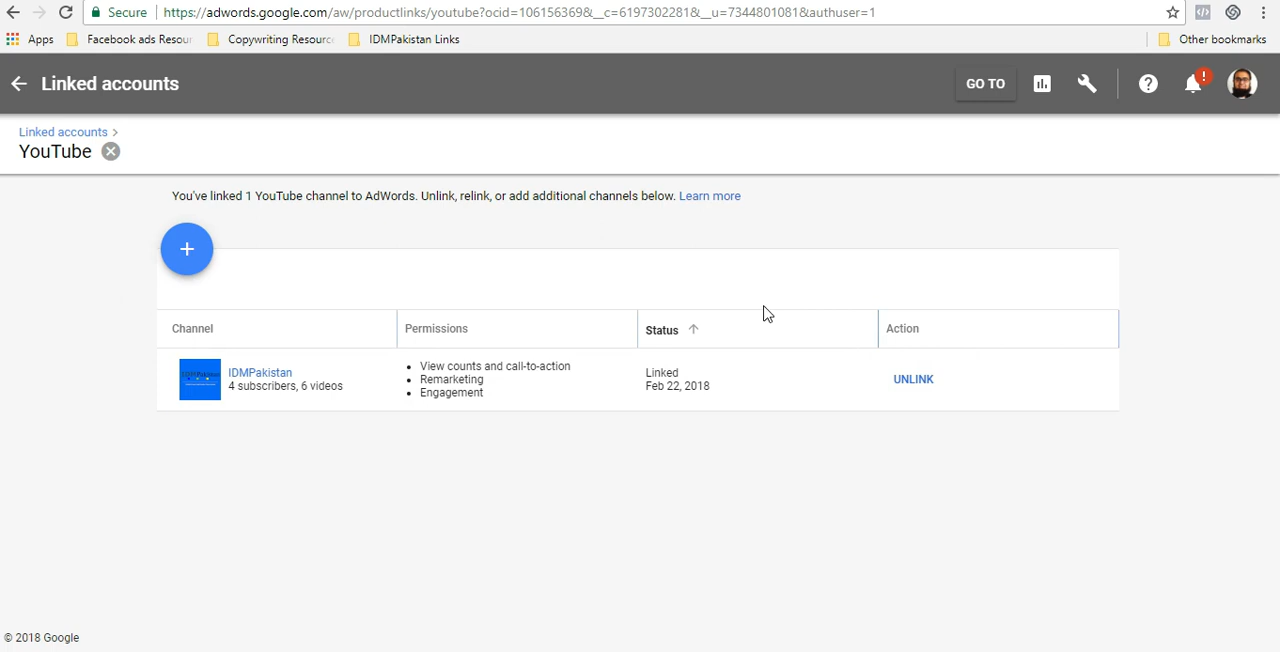 Secure https://adwords.google.com/aw/productlinks/youtube?ocid=106156369&__c=6197302281&__u=7344801081&authuser=1
Apps Facebook ads Resour Copywriting Resource IDMPakistan Links Other bookmarks
Linked accounts GO TO
Linked accounts >
YouTube
You've linked 1 YouTube channel to AdWords. Unlink, relink, or add additional channels below. Learn more
+
Channel Permissions Status Action
IDMPakistan
4 subscribers, 6 videos
• View counts and call-to-action
• Remarketing
• Engagement
Linked
Feb 22, 2018
UNLINK
© 2018 Google